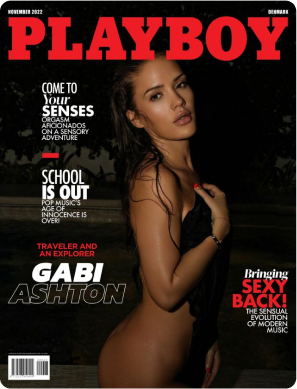 NOVEMBER 2022
DENMARK
PLAYBOY
COME TO
Your
SENSES
ORGASM
AFICIONADOS
ON A SENSORY
ADVENTURE
SCHOOL
IS OUT
POP MUSIC'S
AGE OF
INNOCENCE IS
OVER!
TRAVELER AND
AN EXPLORER
GABI
ASHTON
Bringing
SEXY
BACK!
THE SENSUAL
EVOLUTION
OF MODERN
MUSIC